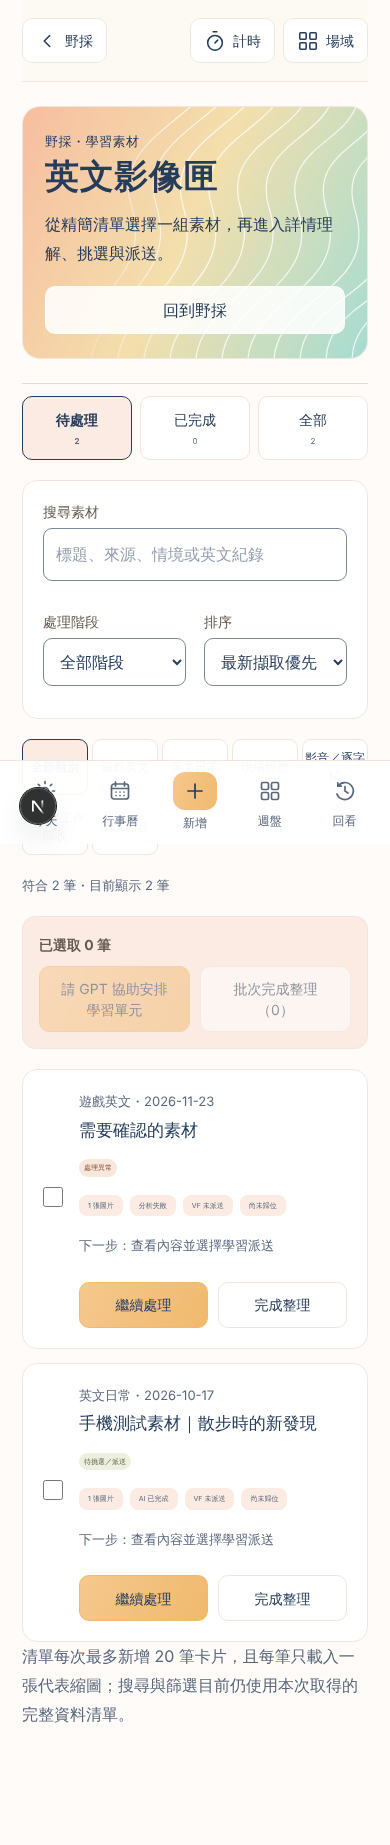 野採
計時
場域
野採・學習素材
英文影像匣
從精簡清單選擇一組素材，再進入詳情理
解、挑選與派送。
回到野採
待處理
2
已完成
0
全部
2
搜尋素材
標題、來源、情境或英文紀錄
處理階段
排序
全部階段
最新擷取優先
影音／逐字
N
天
行事曆
新增
週盤
回看
符合 2 筆・目前顯示 2 筆
已選取 0 筆
請 GPT 協助安排
學習單元
批次完成整理
（0）
遊戲英文・2026-11-23
需要確認的素材
處理異常
1 張圖片
分析失敗
VF 未派送
尚未歸位
下一步：查看內容並選擇學習派送
繼續處理
完成整理
英文日常・2026-10-17
手機測試素材｜散步時的新發現
待挑選／派送
1 張圖片
AI 已完成
VF 未派送
尚未歸位
下一步：查看內容並選擇學習派送
繼續處理
完成整理
清單每次最多新增 20 筆卡片，且每筆只載入一
張代表縮圖；搜尋與篩選目前仍使用本次取得的
完整資料清單。